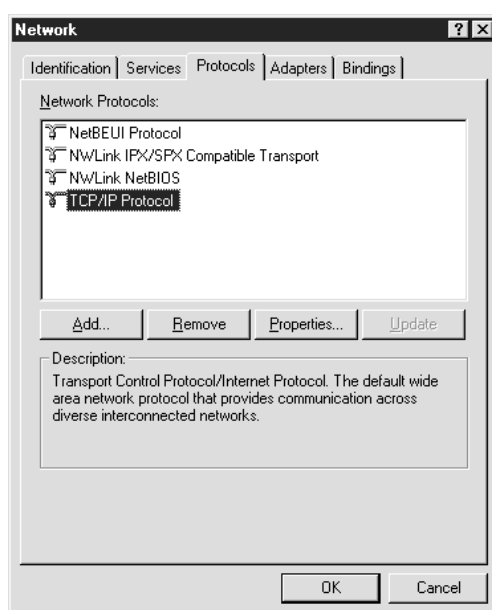 Network
? X
Identification Services Protocols Adapters Bindings
Network Protocols:
NetBEUI Protocol
NWLink IPX/SPX Compatible Transport
NWLink NetBIOS
TCP/IP Protocol
Add... Remove Properties... Update
Description:
Transport Control Protocol/Internet Protocol. The default wide
area network protocol that provides communication across
diverse interconnected networks.
OK Cancel